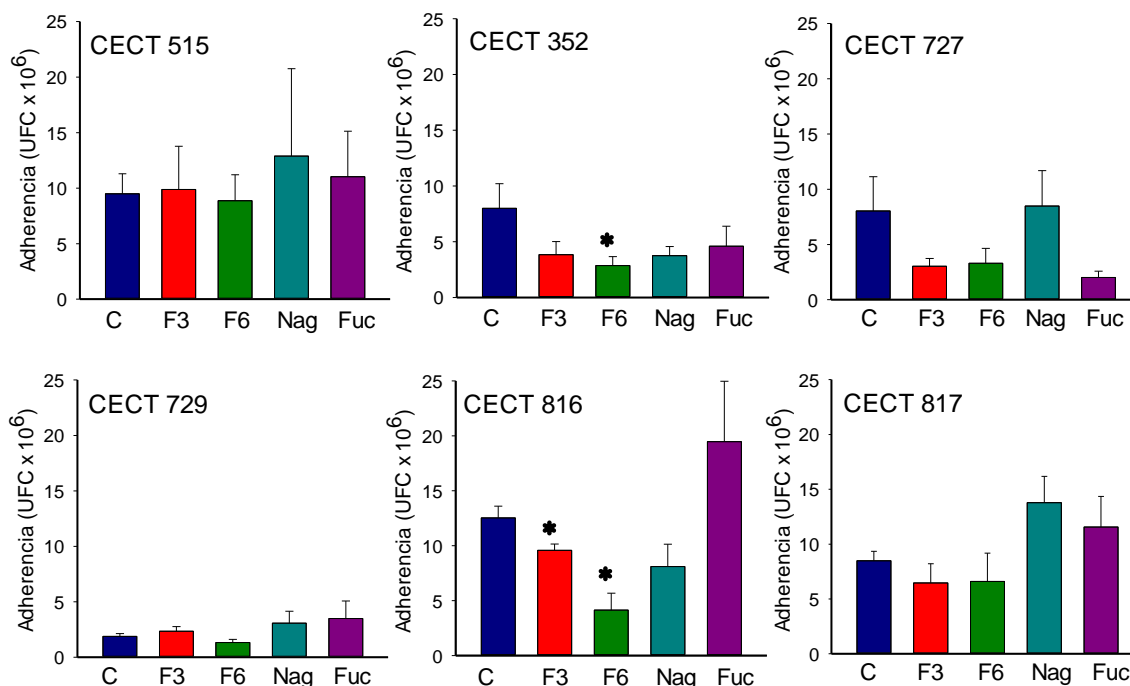 CECT 515
Adherencia (UFC x 10⁶)
25
20
15
10
5
0
C F3 F6 Nag Fuc
CECT 352
Adherencia (UFC x 10⁶)
25
20
15
10
5
0
*
C F3 F6 Nag Fuc
CECT 727
Adherencia (UFC x 10⁶)
25
20
15
10
5
0
C F3 F6 Nag Fuc
CECT 729
Adherencia (UFC x 10⁶)
25
20
15
10
5
0
C F3 F6 Nag Fuc
CECT 816
Adherencia (UFC x 10⁶)
25
20
15
10
5
0
* *
C F3 F6 Nag Fuc
CECT 817
Adherencia (UFC x 10⁶)
25
20
15
10
5
0
C F3 F6 Nag Fuc